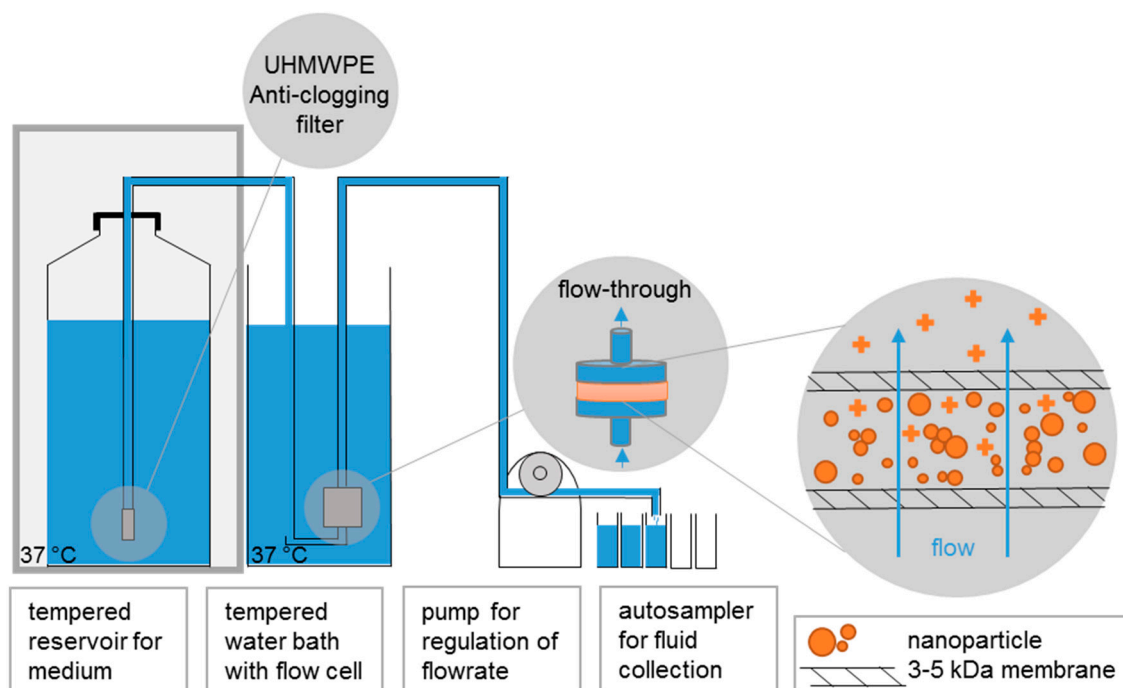 UHMWPE
Anti-clogging
filter
flow-through
37 °C
37 °C
flow
tempered
reservoir for
medium
tempered
water bath
with flow cell
pump for
regulation of
flowrate
autosampler
for fluid
collection
nanoparticle
3-5 kDa membrane